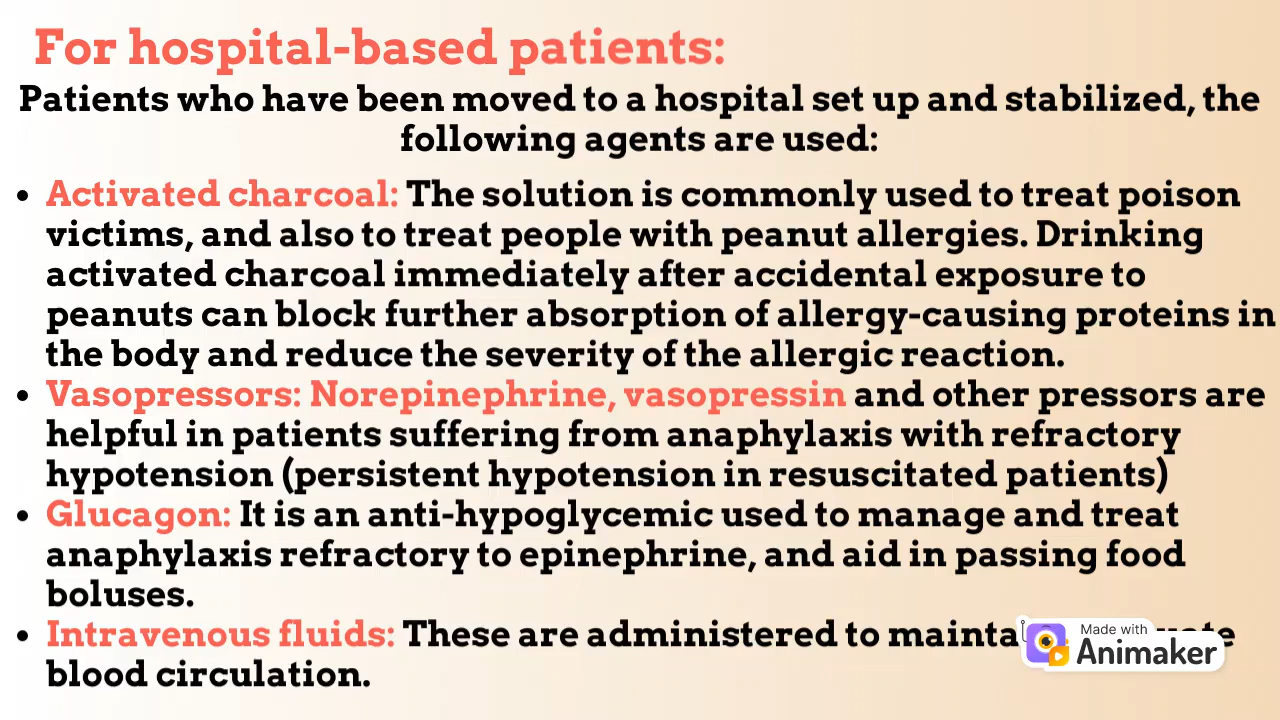 For hospital-based patients:
Patients who have been moved to a hospital set up and stabilized, the
following agents are used:
• Activated charcoal: The solution is commonly used to treat poison
victims, and also to treat people with peanut allergies. Drinking
activated charcoal immediately after accidental exposure to
peanuts can block further absorption of allergy-causing proteins in
the body and reduce the severity of the allergic reaction.
• Vasopressors: Norepinephrine, vasopressin and other pressors are
helpful in patients suffering from anaphylaxis with refractory
hypotension (persistent hypotension in resuscitated patients)
• Glucagon: It is an anti-hypoglycemic used to manage and treat
anaphylaxis refractory to epinephrine, and aid in passing food
boluses.
• Intravenous fluids: These are administered to
blood circulation.
Made with
Animaker